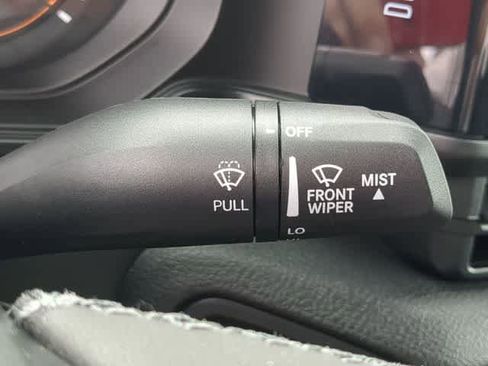 OFF
PULL
FRONT
WIPER
MIST
LO